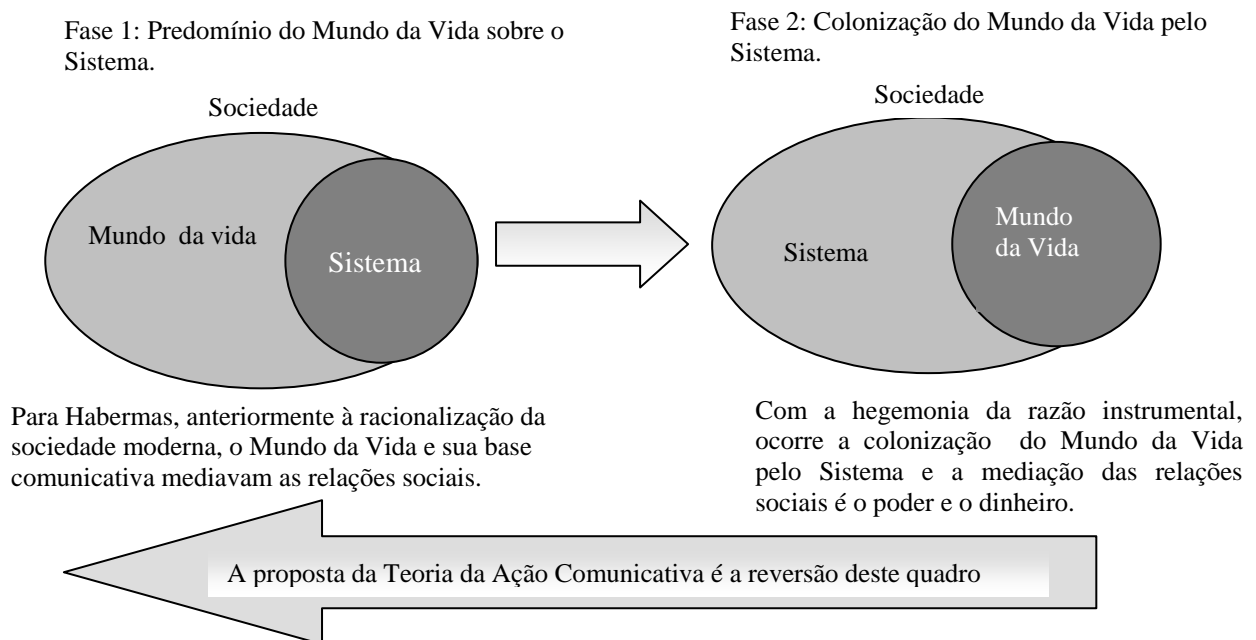 Fase 1: Predomínio do Mundo da Vida sobre o
Sistema.
Sociedade
Mundo da vida
Sistema
Para Habermas, anteriormente à racionalização da
sociedade moderna, o Mundo da Vida e sua base
comunicativa mediavam as relações sociais.
Fase 2: Colonização do Mundo da Vida pelo
Sistema.
Sociedade
Sistema
Mundo
da Vida
Com a hegemonia da razão instrumental,
ocorre a colonização do Mundo da Vida
pelo Sistema e a mediação das relações
sociais é o poder e o dinheiro.
A proposta da Teoria da Ação Comunicativa é a reversão deste quadro